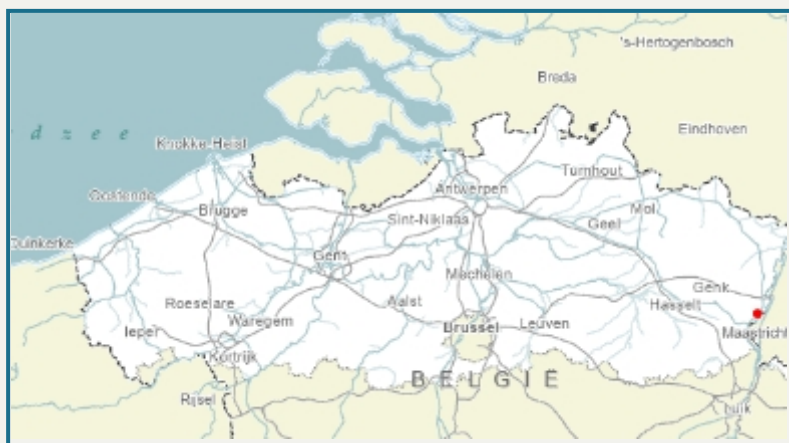 's-Hertogenbosch
Breda
d z e e
Eindhoven
Knokke-Heist
Turnhout
Antwerpen
Oostende
Mol
Brugge
Sint-Niklaas
Geel
Duinkerke
Gent
Mechelen
Genk
Roeselare
Aalst
Hasselt
Waregem
Ieper
Brussel
Leuven
Maastricht
Kortrijk
BELGIË
Rijsel
Luik